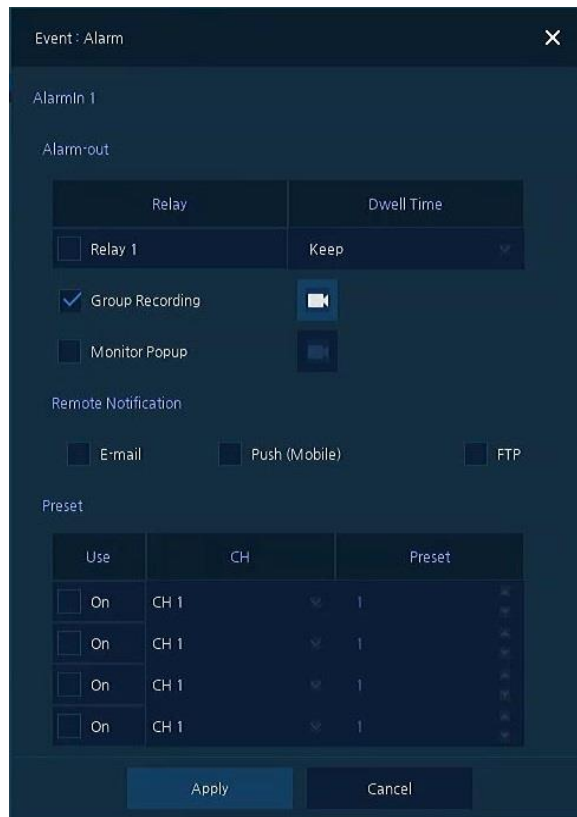 Event : Alarm
AlarmIn 1
Alarm-out
Relay Dwell Time
Relay 1 Keep
Group Recording
Monitor Popup
Remote Notification
E-mail Push (Mobile) FTP
Preset
Use CH Preset
On CH 1 1
On CH 1 1
On CH 1 1
On CH 1 1
Apply Cancel